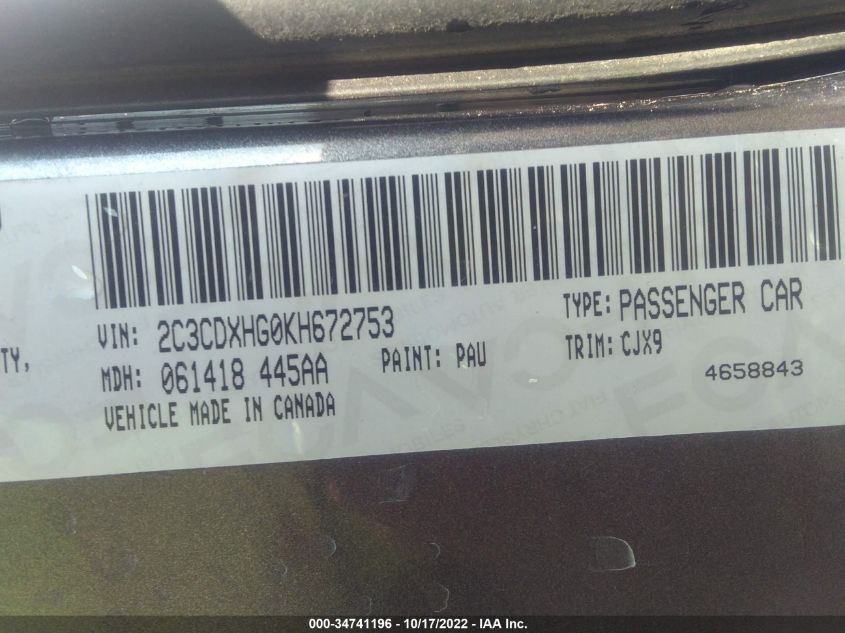 VIN: 2C3CDXHG0KH672753
TYPE: PASSENGER CAR
TY,
MDH: 061418 445AA
PAINT: PAU
TRIM: CJX9
4658843
VEHICLE MADE IN CANADA
000-34741196 - 10/17/2022 - IAA Inc.